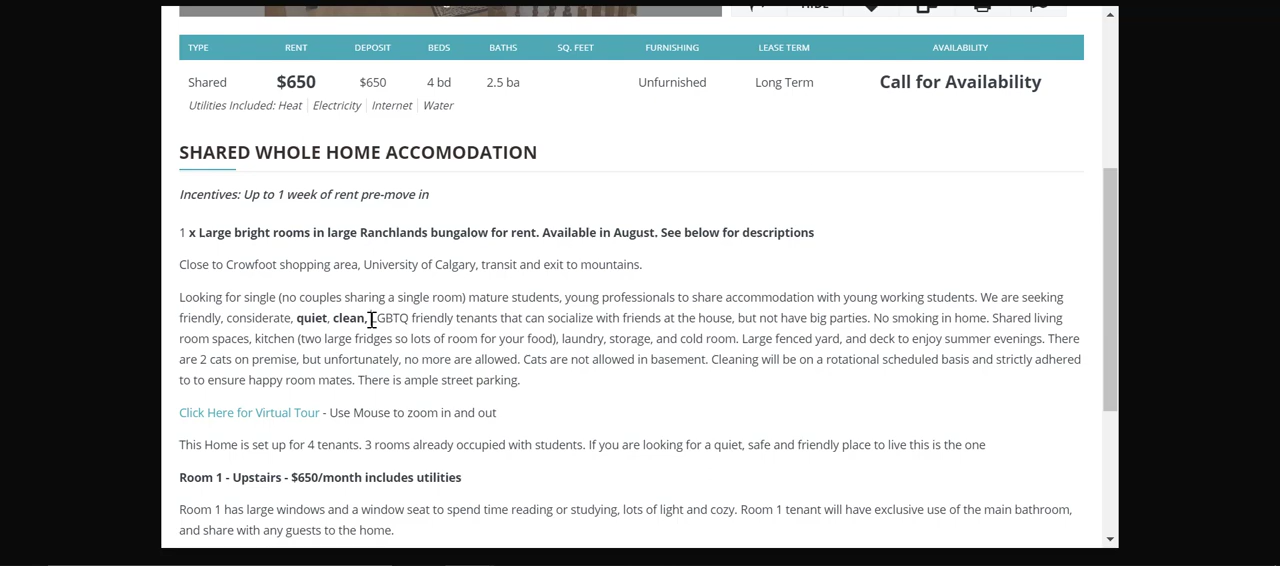 TYPE RENT DEPOSIT BEDS BATHS SQ. FEET FURNISHING LEASE TERM AVAILABILITY
Shared $650 $650 4 bd 2.5 ba Unfurnished Long Term Call for Availability
Utilities Included: Heat | Electricity | Internet | Water
SHARED WHOLE HOME ACCOMODATION
Incentives: Up to 1 week of rent pre-move in
1 x Large bright rooms in large Ranchlands bungalow for rent. Available in August. See below for descriptions
Close to Crowfoot shopping area, University of Calgary, transit and exit to mountains.
Looking for single (no couples sharing a single room) mature students, young professionals to share accommodation with young working students. We are seeking
friendly, considerate, quiet, clean, LGBTQ friendly tenants that can socialize with friends at the house, but not have big parties. No smoking in home. Shared living
room spaces, kitchen (two large fridges so lots of room for your food), laundry, storage, and cold room. Large fenced yard, and deck to enjoy summer evenings. There
are 2 cats on premise, but unfortunately, no more are allowed. Cats are not allowed in basement. Cleaning will be on a rotational scheduled basis and strictly adhered
to to ensure happy room mates. There is ample street parking.
Click Here for Virtual Tour - Use Mouse to zoom in and out
This Home is set up for 4 tenants. 3 rooms already occupied with students. If you are looking for a quiet, safe and friendly place to live this is the one
Room 1 - Upstairs - $650/month includes utilities
Room 1 has large windows and a window seat to spend time reading or studying, lots of light and cozy. Room 1 tenant will have exclusive use of the main bathroom,
and share with any guests to the home.